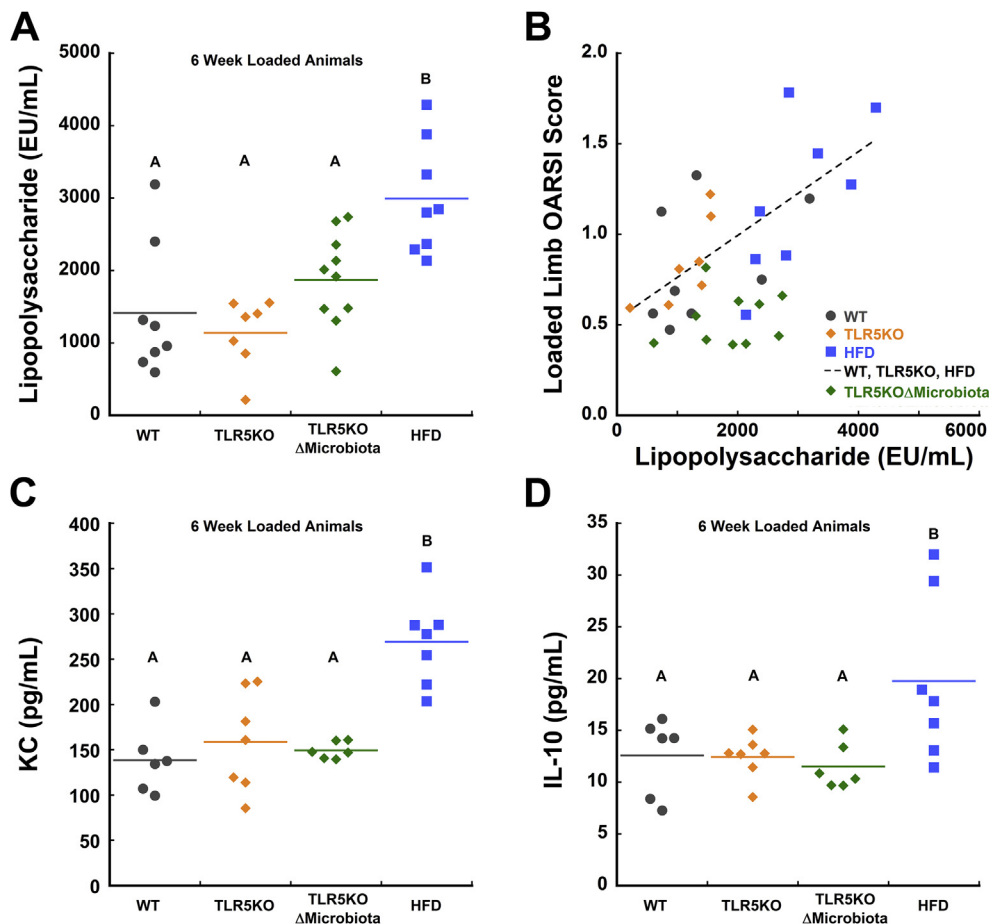 A
6 Week Loaded Animals
Lipopolysaccharide (EU/mL)
5000
4000
3000
2000
1000
0
A
A
A
B
WT
TLR5KO
TLR5KO
ΔMicrobiota
HFD
B
Loaded Limb OARSI Score
2.0
1.5
1.0
0.5
0.0
WT
TLR5KO
HFD
WT, TLR5KO, HFD
TLR5KOΔMicrobiota
0
2000
4000
6000
Lipopolysaccharide (EU/mL)
C
6 Week Loaded Animals
KC (pg/mL)
400
350
300
250
200
150
100
50
0
A
A
A
B
WT
TLR5KO
TLR5KO
ΔMicrobiota
HFD
D
6 Week Loaded Animals
IL-10 (pg/mL)
35
30
25
20
15
10
5
0
A
A
A
B
WT
TLR5KO
TLR5KO
ΔMicrobiota
HFD